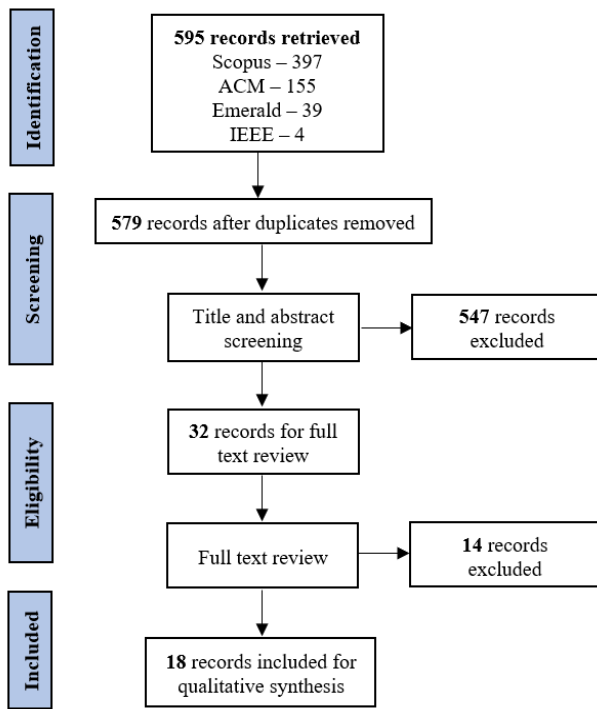 Identification
595 records retrieved
Scopus – 397
ACM – 155
Emerald – 39
IEEE – 4
Screening
579 records after duplicates removed
Title and abstract
screening
547 records
excluded
Eligibility
32 records for full
text review
Full text review
14 records
excluded
Included
18 records included for
qualitative synthesis